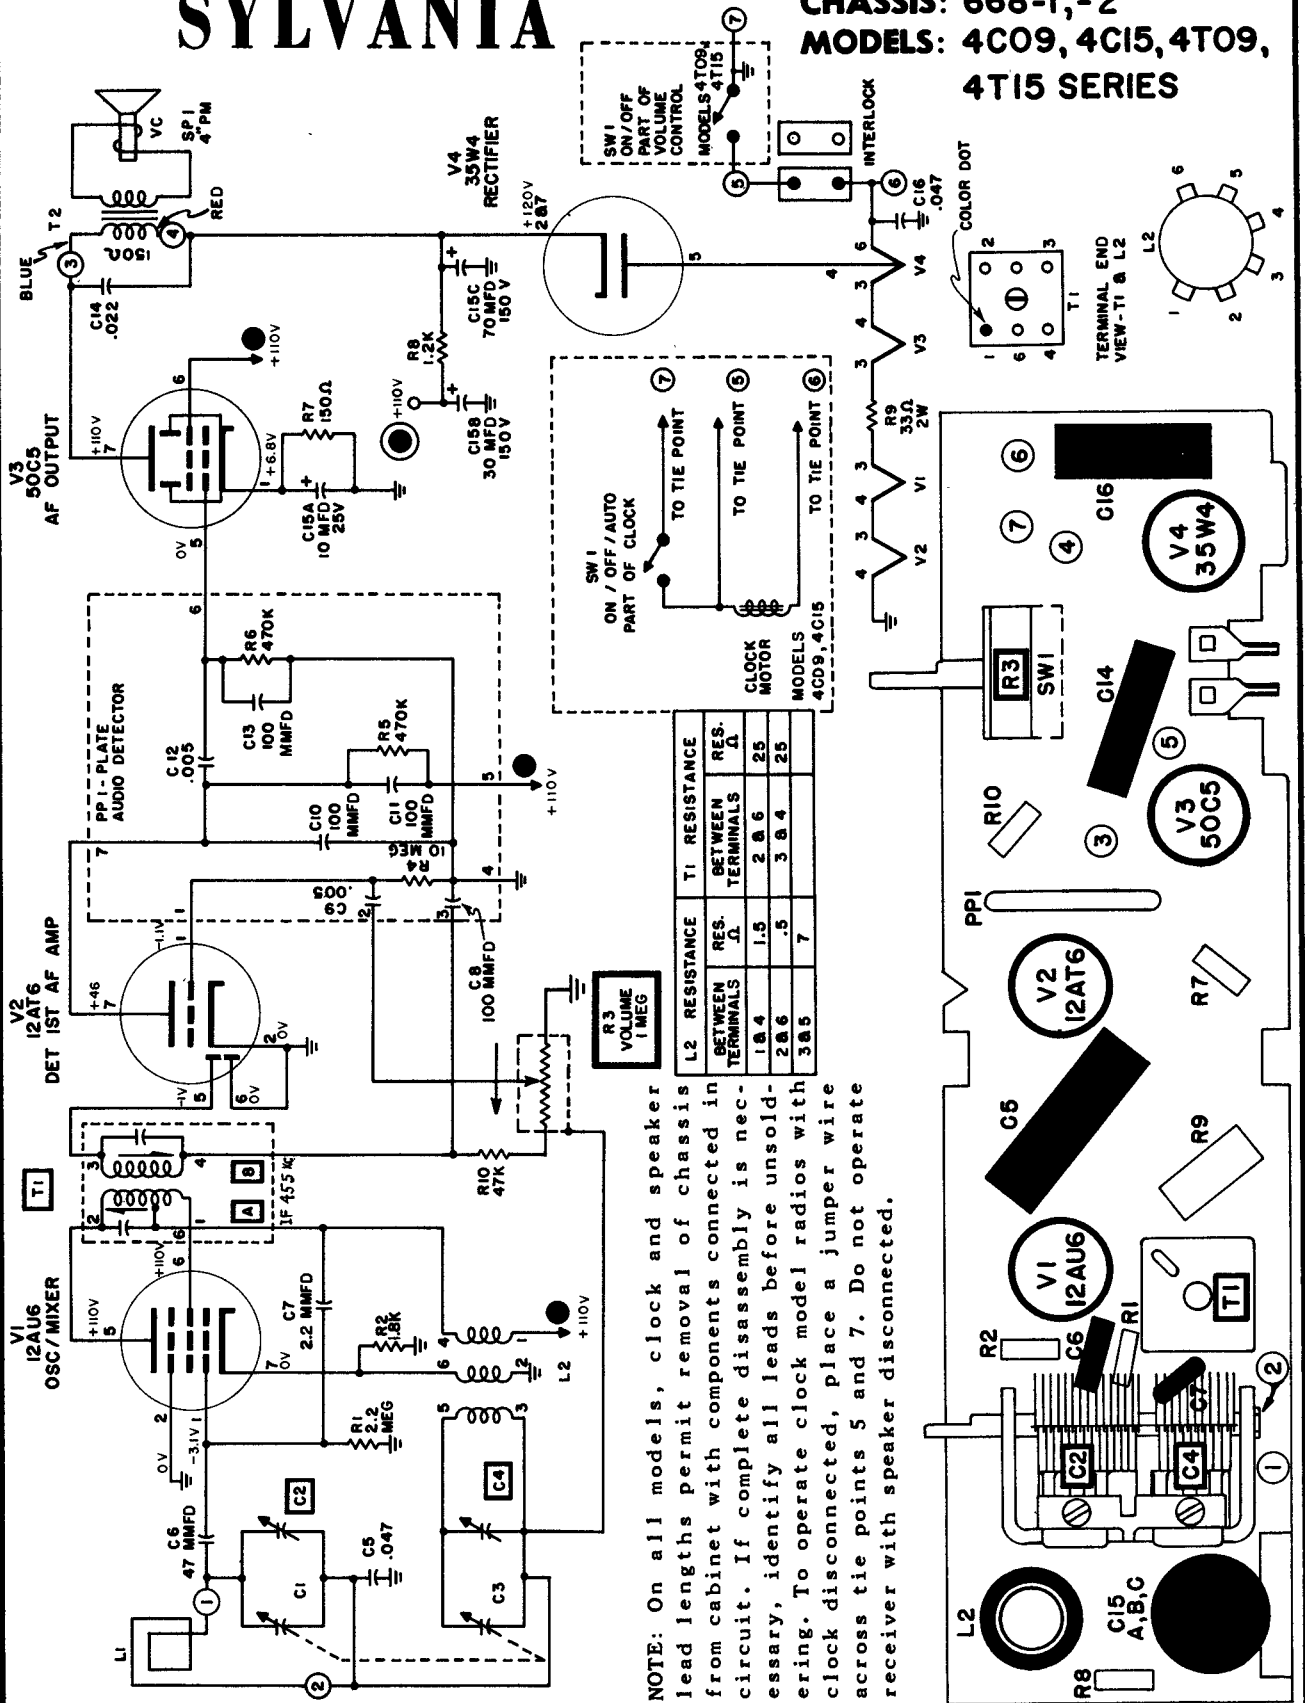 SYLVANIA
CHASSIS: 668-1,-2
MODELS: 4C09, 4C15, 4T09,
4T15 SERIES
V1
12AU6
OSC/MIXER
T1
V2
12AT6
DET 1ST AF AMP
PP1-PLATE
AUDIO DETECTOR
V3
50C5
AF OUTPUT
BLUE
T2
RED
150Ω
VC
SP1
4"PM
V4
35W4
RECTIFIER
L1
1
2
C6
47 MMFD
C1
C2
C3
C4
C5
.047
R1
2.2
MEG
R2
1.8K
C7
2.2 MMFD
L2
+110V
0V
-3.1V
+110V
+110V
0V
IF 455 KC
A
B
-1V
0V
0V
+46
-1.1V
R10
47K
C8
100 MMFD
R3
VOLUME
1 MEG
C9
.005
R4
10 MEG
C10
100
MMFD
C11
100
MMFD
R5
470K
C12
.005
C13
100
MMFD
R6
470K
+110V
0V
+110V
+6.8V
C15A
10 MFD
25V
R7
150Ω
+110V
C14
.022
3
4
+110V
C15B
30 MFD
150V
R8
1.2K
C15C
70 MFD
150V
+120V
2&7
SW1
ON/OFF
PART OF
VOLUME
CONTROL
MODELS 4T09,
4T15
7
5
6
INTERLOCK
C16
.047
SW1
ON / OFF / AUTO
PART OF CLOCK
TO TIE POINT 7
TO TIE POINT 5
TO TIE POINT 6
CLOCK
MOTOR
MODELS
4CD9, 4C15
V2
V1
R9
33Ω
2W
V3
V4
COLOR DOT
T1
TERMINAL END
VIEW-T1 & L2
L2
L2 RESISTANCE T1 RESISTANCE
BETWEEN TERMINALS RES. Ω BETWEEN TERMINALS RES. Ω
1&4 1.5 2&6 25
2&6 .5 3&4 25
3&5 7
NOTE: On all models, clock and speaker
lead lengths permit removal of chassis
from cabinet with components connected in
circuit. If complete disassembly is nec-
essary, identify all leads before unsold-
ering. To operate clock model radios with
clock disconnected, place a jumper wire
across tie points 5 and 7. Do not operate
receiver with speaker disconnected.
L2
C15
A,B,C
R8
C2
C4
R2
C6
R1
C7
T1
1
2
V1
12AU6
C5
R9
V2
12AT6
R7
PP1
R10
3
V3
50C5
5
C14
R3
SW1
4
7
6
C16
V4
35W4